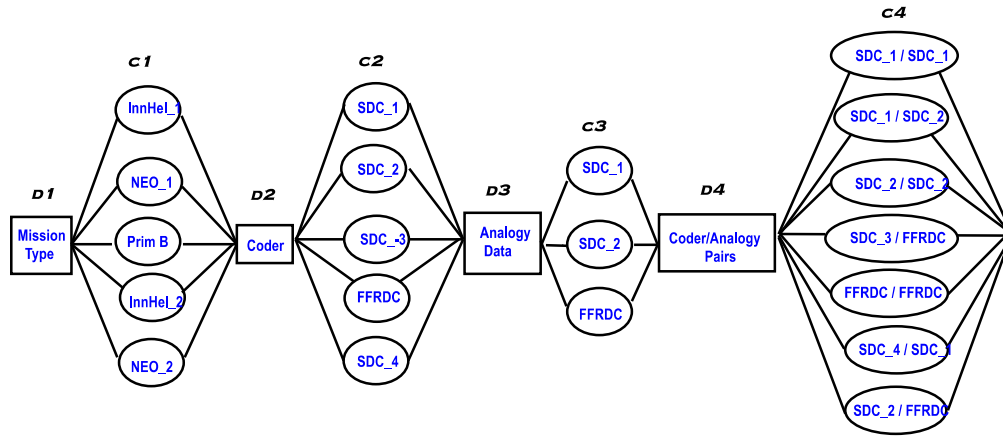 C1
InnHel_1
NEO_1
Prim B
InnHel_2
NEO_2
C2
SDC_1
SDC_2
SDC_-3
FFRDC
SDC_4
C3
SDC_1
SDC_2
FFRDC
C4
SDC_1 / SDC_1
SDC_1 / SDC_2
SDC_2 / SDC_2
SDC_3 / FFRDC
FFRDC / FFRDC
SDC_4 / SDC_1
SDC_2 / FFRDC
D1
Mission
Type
D2
Coder
D3
Analogy
Data
D4
Coder/Analogy
Pairs